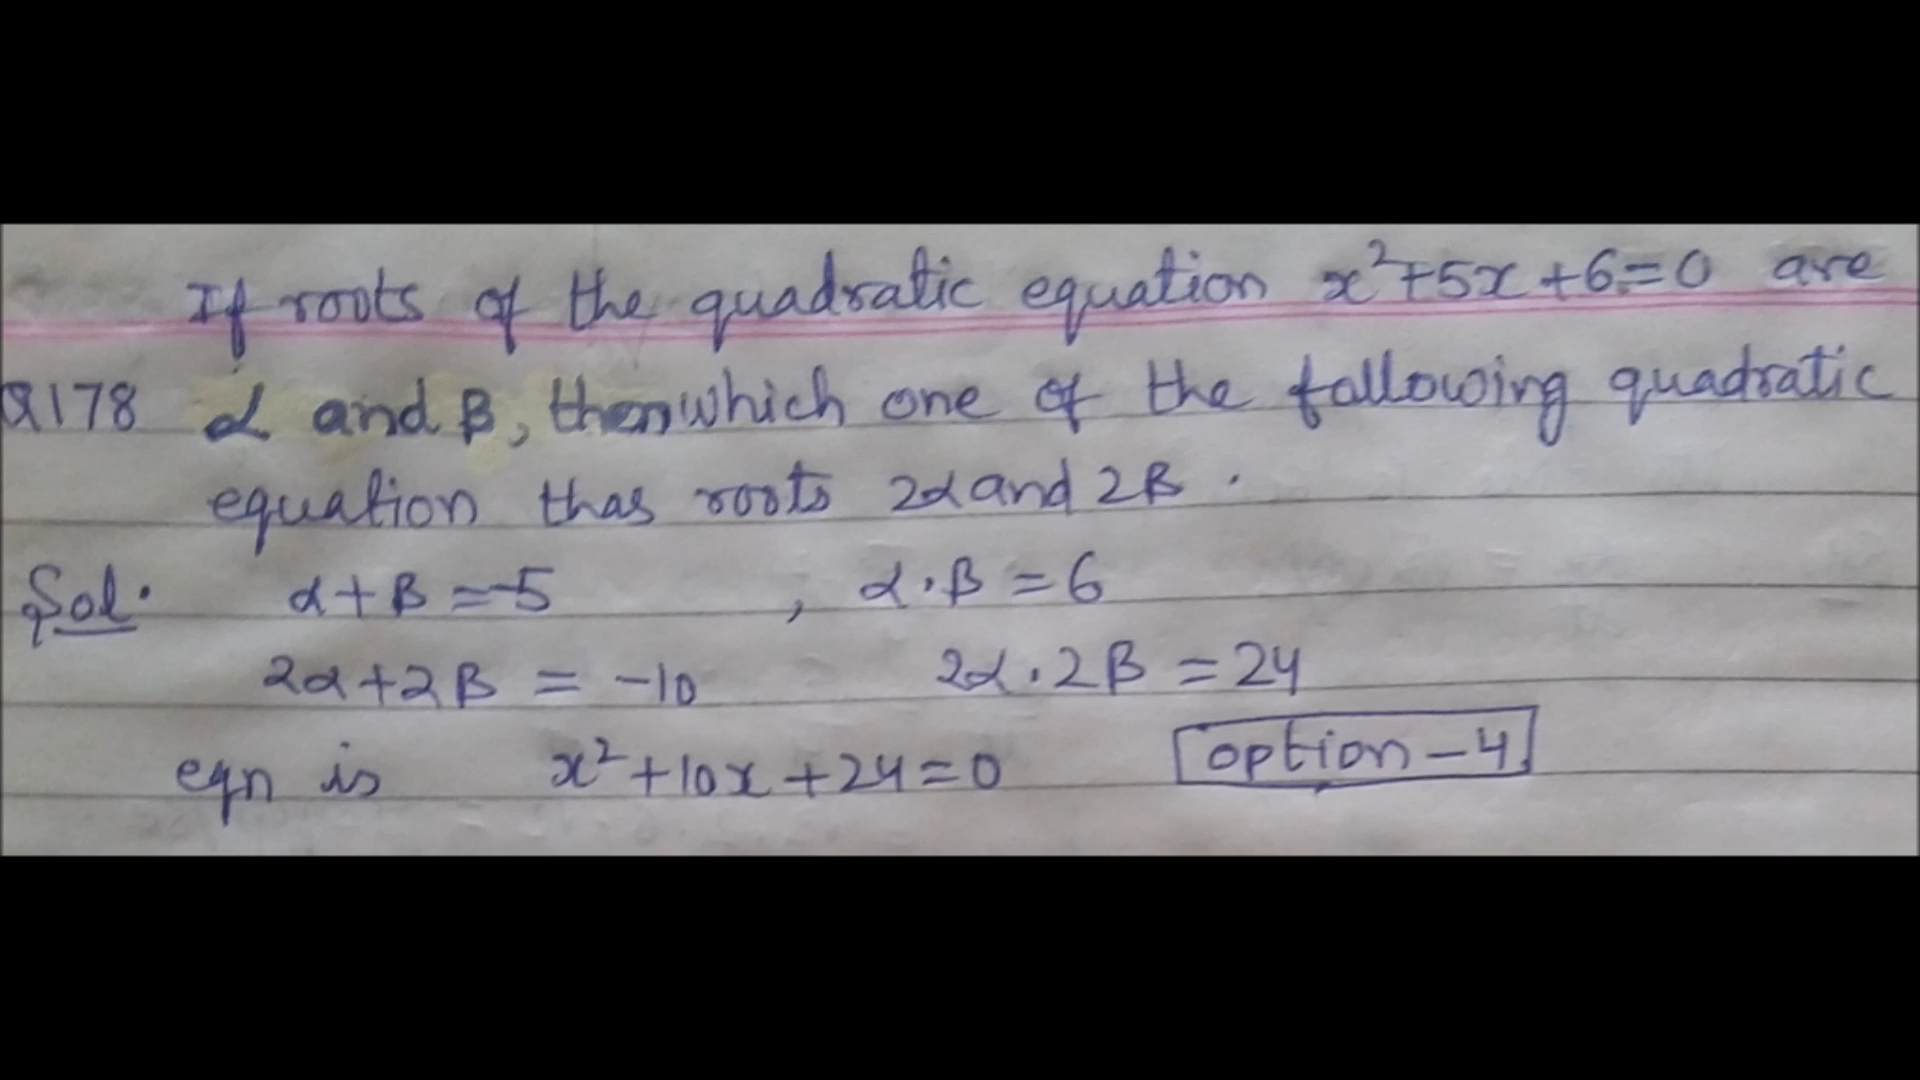 If roots of the quadratic equation x²+5x+6=0 are
Q178 α and β, then which one of the following quadratic
equation thas roots 2α and 2β .
Sol. α+β=-5 , α.β=6
2α+2β = -10 2α.2β=24
eqn is x²+10x+24=0 option-4